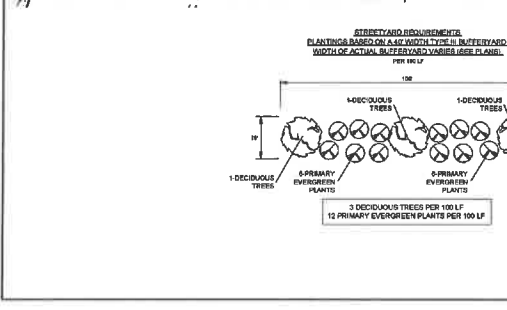 STREETYARD REQUIREMENTS
PLANTINGS BASED ON A 40' WIDTH TYPE III BUFFERYARD
WIDTH OF ACTUAL BUFFERYARD VARIES (SEE PLANS)
PER 100 LF
100'
1-DECIDUOUS
TREES
1-DECIDUOUS
TREES
1-DECIDUOUS
TREES
6-PRIMARY
EVERGREEN
PLANTS
6-PRIMARY
EVERGREEN
PLANTS
3 DECIDUOUS TREES PER 100 LF
12 PRIMARY EVERGREEN PLANTS PER 100 LF